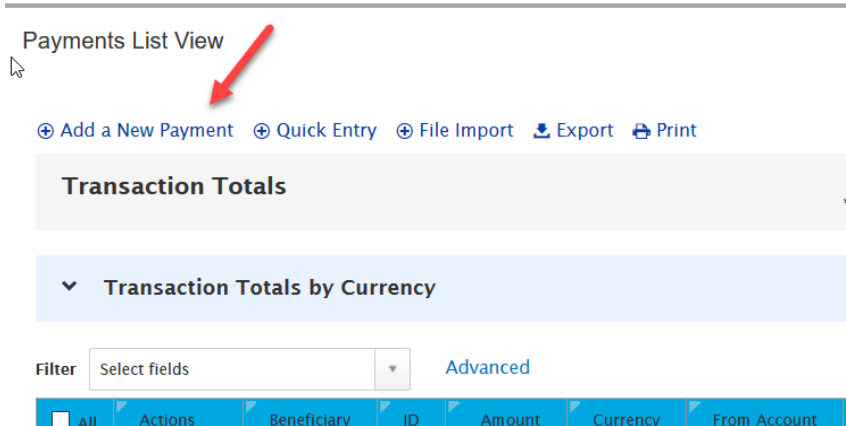 Payments List View
Add a New Payment Quick Entry File Import Export Print
Transaction Totals
Transaction Totals by Currency
Filter Select fields Advanced
All Actions Beneficiary ID Amount Currency From Account